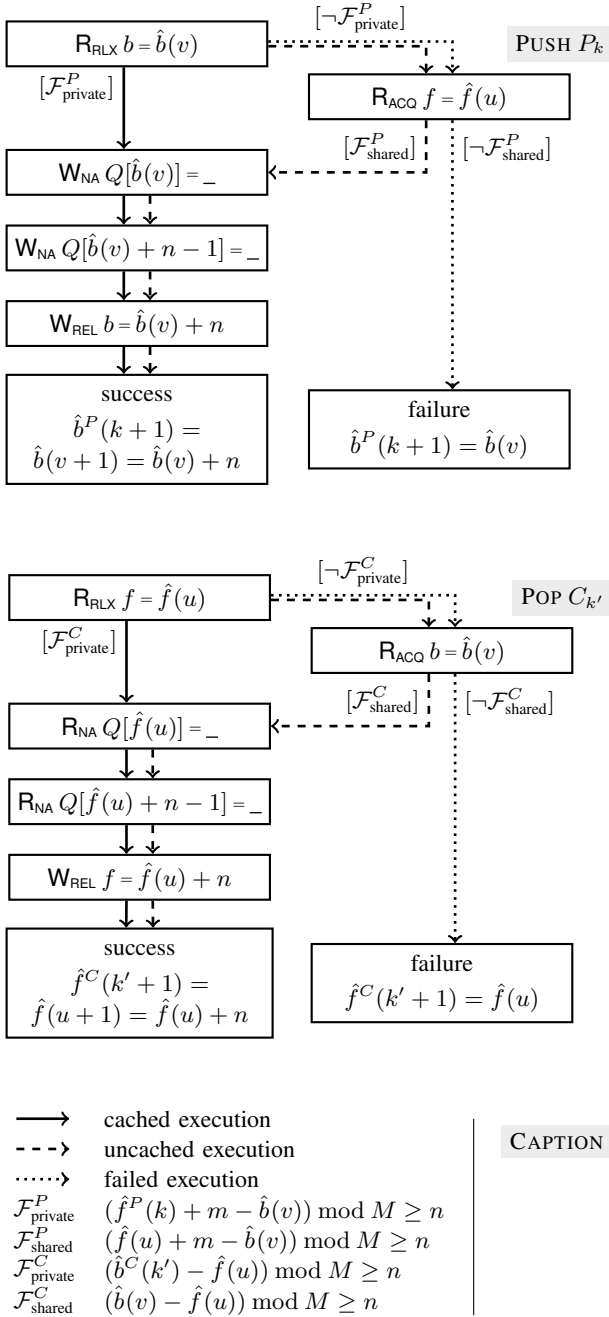 R_RLX b = b̂(v)
[¬F^P_private]
PUSH P_k
[F^P_private]
R_ACQ f = f̂(u)
[F^P_shared]
[¬F^P_shared]
W_NA Q[b̂(v)] = _
W_NA Q[b̂(v) + n − 1] = _
W_REL b = b̂(v) + n
success
b̂^P(k + 1) =
b̂(v + 1) = b̂(v) + n
failure
b̂^P(k + 1) = b̂(v)
R_RLX f = f̂(u)
[¬F^C_private]
POP C_k′
[F^C_private]
R_ACQ b = b̂(v)
[F^C_shared]
[¬F^C_shared]
R_NA Q[f̂(u)] = _
R_NA Q[f̂(u) + n − 1] = _
W_REL f = f̂(u) + n
success
f̂^C(k′ + 1) =
f̂(u + 1) = f̂(u) + n
failure
f̂^C(k′ + 1) = f̂(u)
CAPTION
cached execution
uncached execution
failed execution
F^P_private (f̂^P(k) + m − b̂(v)) mod M ≥ n
F^P_shared (f̂(u) + m − b̂(v)) mod M ≥ n
F^C_private (b̂^C(k′) − f̂(u)) mod M ≥ n
F^C_shared (b̂(v) − f̂(u)) mod M ≥ n